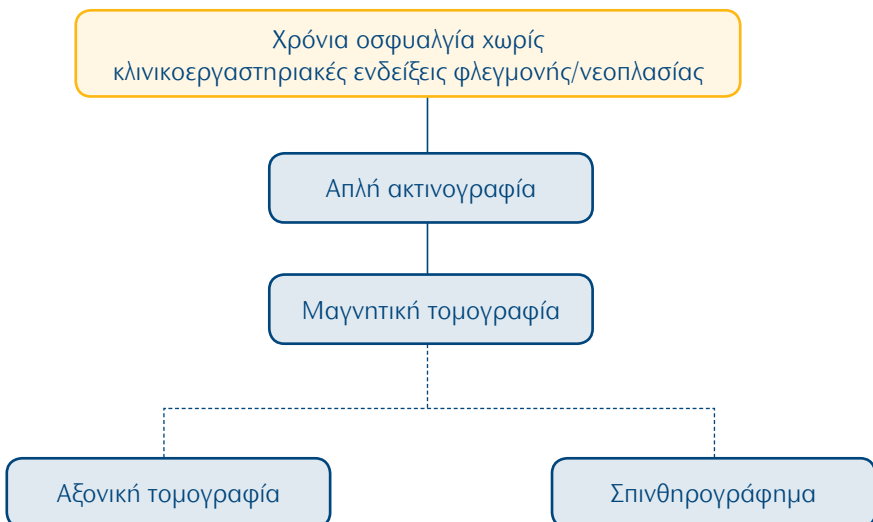 Χρόνια οσφυαλγία χωρίς
κλινικοεργαστηριακές ενδείξεις φλεγμονής/νεοπλασίας
Απλή ακτινογραφία
Μαγνητική τομογραφία
Αξονική τομογραφία
Σπινθηρογράφημα